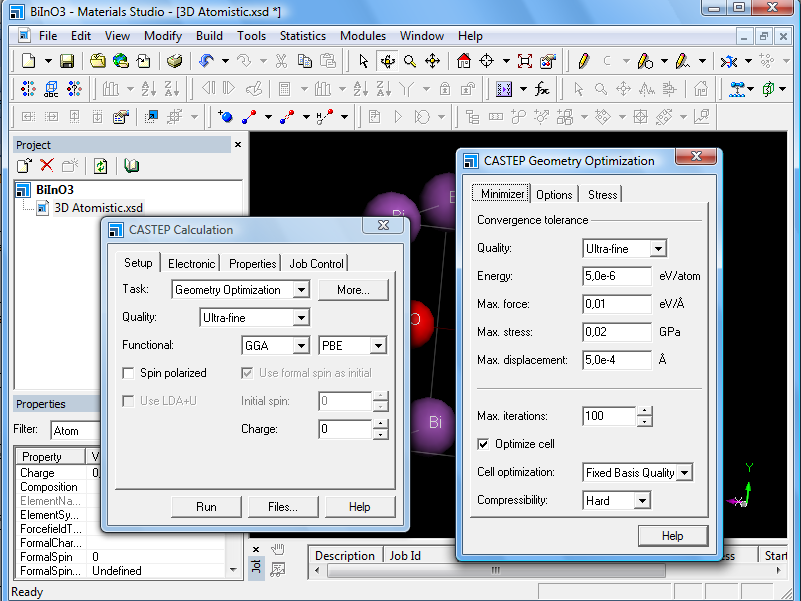 BiInO3 - Materials Studio - [3D Atomistic.xsd *]
File Edit View Modify Build Tools Statistics Modules Window Help
Project
BiInO3
3D Atomistic.xsd
Properties
Filter: Atom
Property V
Charge 0,
Composition
ElementNa...
ElementSy...
ForcefieldT...
FormalChar...
FormalSpin 0
FormalSpin... Undefined
Ready
CASTEP Calculation
Setup Electronic Properties Job Control
Task: Geometry Optimization More...
Quality: Ultra-fine
Functional: GGA PBE
Spin polarized Use formal spin as initial
Use LDA+U Initial spin: 0
Charge: 0
Run Files... Help
Bi
O
Bi
CASTEP Geometry Optimization
Minimizer Options Stress
Convergence tolerance
Quality: Ultra-fine
Energy: 5,0e-6 eV/atom
Max. force: 0,01 eV/Å
Max. stress: 0,02 GPa
Max. displacement: 5,0e-4 Å
Max. iterations: 100
Optimize cell
Cell optimization: Fixed Basis Quality
Compressibility: Hard
Help
Y
X
Job
Description Job Id ess Start